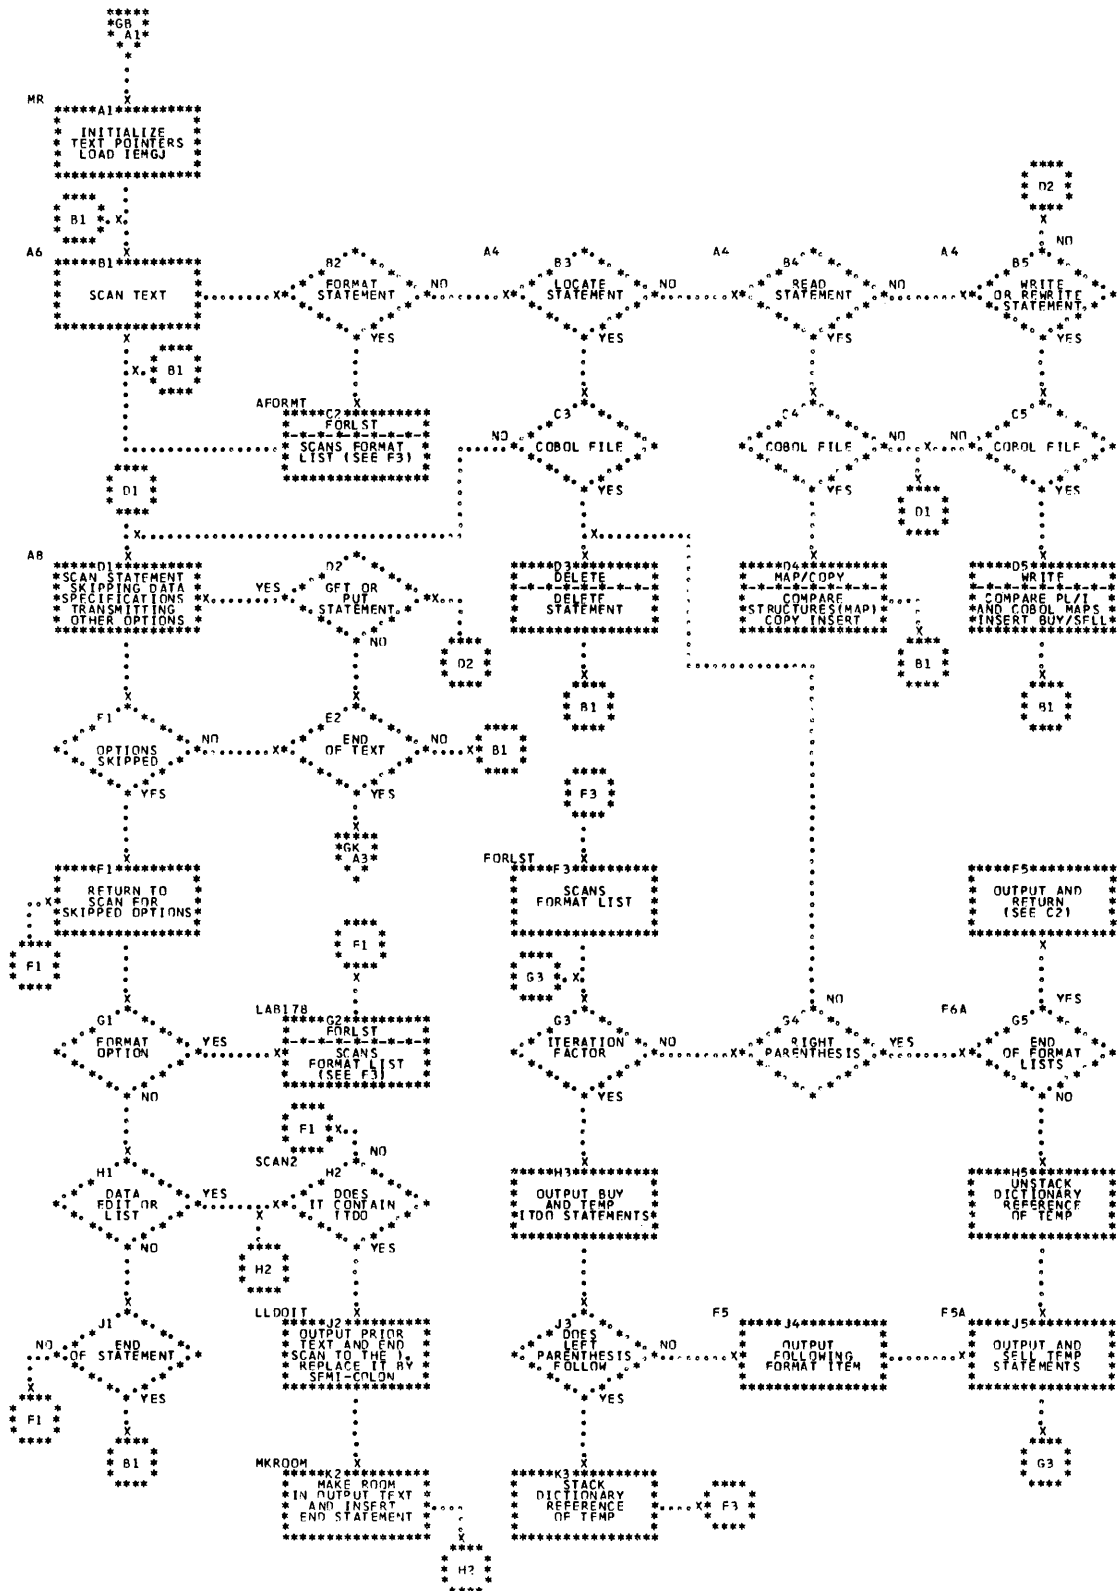 GB
A1
MR
A1
INITIALIZE
TEXT POINTERS
LOAD IEMGJ
B1
D2
NO
A6
B1
SCAN TEXT
B2
FORMAT
STATEMENT
NO
YES
A4
B3
LOCATE
STATEMENT
NO
YES
A4
B4
READ
STATEMENT
NO
YES
A4
B5
WRITE
OR REWRITE
STATEMENT
YES
B1
AFORMT
C2
FORLST
SCANS FORMAT
LIST (SEE F3)
C3
NO
COBOL FILE
YES
C4
COBOL FILE
NO
YES
C5
NO
COBOL FILE
YES
D1
D1
A8
D1
SCAN STATEMENT
SKIPPING DATA
SPECIFICATIONS
TRANSMITTING
OTHER OPTIONS
YES
D2
GET OR
PUT
STATEMENT
NO
D2
D3
DELETE
DELETE
STATEMENT
B1
D4
MAP/COPY
COMPARE
STRUCTURES(MAP)
COPY INSERT
B1
D5
WRITE
COMPARE PL/I
AND COBOL MAPS
INSERT BUY/SELL
B1
E1
OPTIONS
SKIPPED
NO
YES
E2
END
OF TEXT
NO
B1
YES
GK
A3
F3
F1
RETURN TO
SCAN FOR
SKIPPED OPTIONS
F1
F1
FORLST
F3
SCANS
FORMAT LIST
F5
OUTPUT AND
RETURN
(SEE C2)
G3
G1
FORMAT
OPTION
YES
NO
LAB178
G2
FORLST
SCANS
FORMAT LIST
(SEE F3)
G3
ITERATION
FACTOR
NO
YES
NO
G4
RIGHT
PARENTHESIS
YES
F6A
YES
G5
END
OF FORMAT
LISTS
NO
F1
H1
DATA
EDIT OR
LIST
YES
NO
H2
SCAN2
NO
H2
DOES
IT CONTAIN
ITDO
YES
H3
OUTPUT BUY
AND TEMP
ITDO STATEMENTS
H5
UNSTACK
DICTIONARY
REFERENCE
OF TEMP
J1
NO
END
OF STATEMENT
YES
F1
B1
LLDOIT
J2
OUTPUT PRIOR
TEXT AND END
SCAN TO THE ),
REPLACE IT BY
SEMI-COLON
J3
DOES
LEFT
PARENTHESIS
FOLLOW
NO
YES
F5
J4
OUTPUT
FOLLOWING
FORMAT ITEM
F5A
J5
OUTPUT AND
SELL TEMP
STATEMENTS
G3
MKROOM
K2
MAKE ROOM
IN OUTPUT TEXT
AND INSERT
END STATEMENT
H2
K3
STACK
DICTIONARY
REFERENCE
OF TEMP
F3